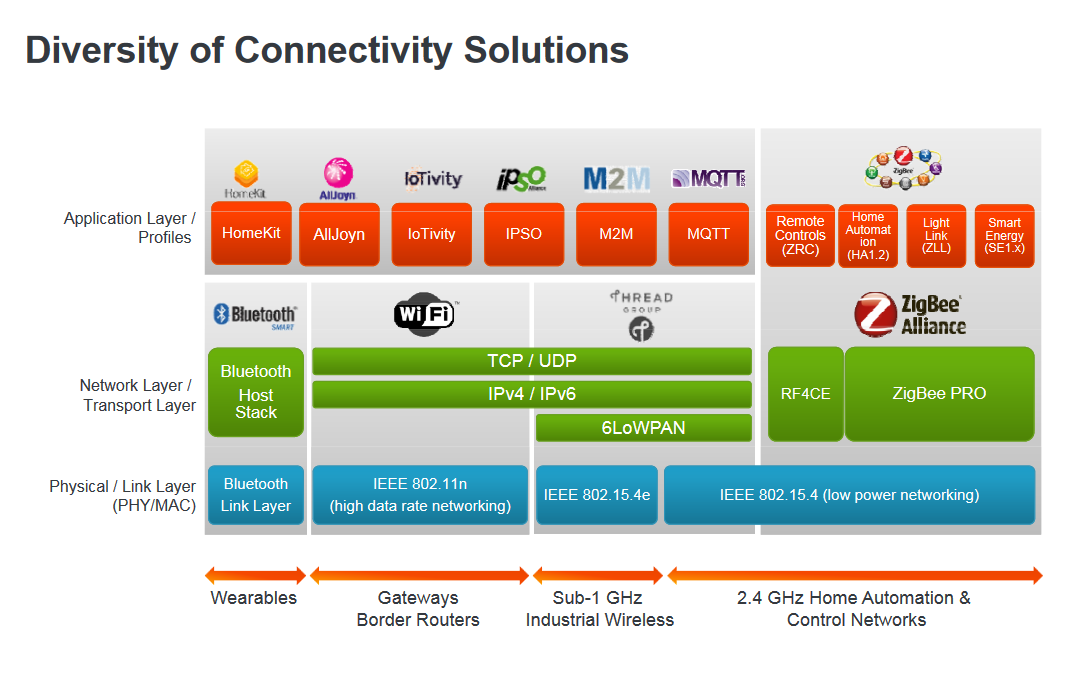 Diversity of Connectivity Solutions
HomeKit
AllJoyn
IoTivity
iPSO
Alliance
M2M
MQTT
.ORG
ZigBee
Application Layer /
Profiles
HomeKit
AllJoyn
IoTivity
IPSO
M2M
MQTT
Remote
Controls
(ZRC)
Home
Automat
ion
(HA1.2)
Light
Link
(ZLL)
Smart
Energy
(SE1.x)
Bluetooth
SMART
Wi Fi
THREAD
GROUP
ZigBee
Alliance
Network Layer /
Transport Layer
Bluetooth
Host
Stack
TCP / UDP
IPv4 / IPv6
6LoWPAN
RF4CE
ZigBee PRO
Physical / Link Layer
(PHY/MAC)
Bluetooth
Link Layer
IEEE 802.11n
(high data rate networking)
IEEE 802.15.4e
IEEE 802.15.4 (low power networking)
Wearables
Gateways
Border Routers
Sub-1 GHz
Industrial Wireless
2.4 GHz Home Automation &
Control Networks